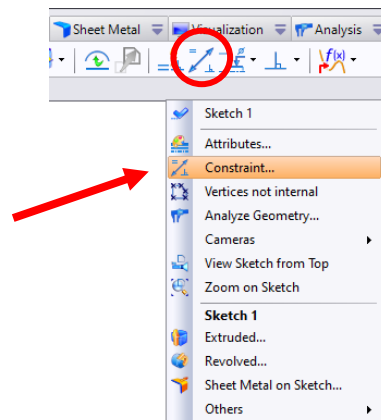 Sheet Metal Visualization Analysis
f(x)
Sketch 1
Attributes...
Constraint...
Vertices not internal
Analyze Geometry...
Cameras
View Sketch from Top
Zoom on Sketch
Sketch 1
Extruded...
Revolved...
Sheet Metal on Sketch...
Others